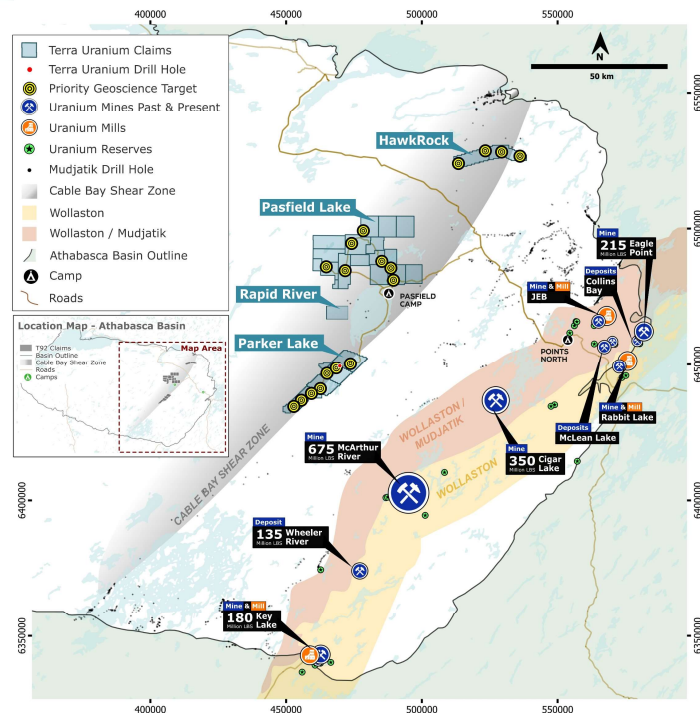 400000
450000
500000
550000
Terra Uranium Claims
Terra Uranium Drill Hole
Priority Geoscience Target
Uranium Mines Past & Present
Uranium Mills
Uranium Reserves
Mudjatik Drill Hole
Cable Bay Shear Zone
Wollaston
Wollaston / Mudjatik
Athabasca Basin Outline
Camp
Roads
50 km
6550000
HawkRock
Pasfield Lake
6500000
Mine
215 Eagle
Million LBS Point
Deposits
Collins
Bay
Mine & Mill
JEB
PASFIELD
CAMP
Rapid River
Location Map - Athabasca Basin
T92 Claims
Basin Outline
Cable Bay Shear Zone
Roads
Camps
Map Area
Parker Lake
POINTS
NORTH
6450000
Mine & Mill
Rabbit Lake
Deposits
McLean Lake
WOLLASTON /
MUDJATIK
Mine
350 Cigar
Million LBS Lake
Mine
675 McArthur
Million LBS River
WOLLASTON
CABLE BAY SHEAR ZONE
6400000
6400000
Deposit
135 Wheeler
Million LBS River
Mine & Mill
180 Key
Million LBS Lake
6350000
6350000
400000
450000
500000
550000